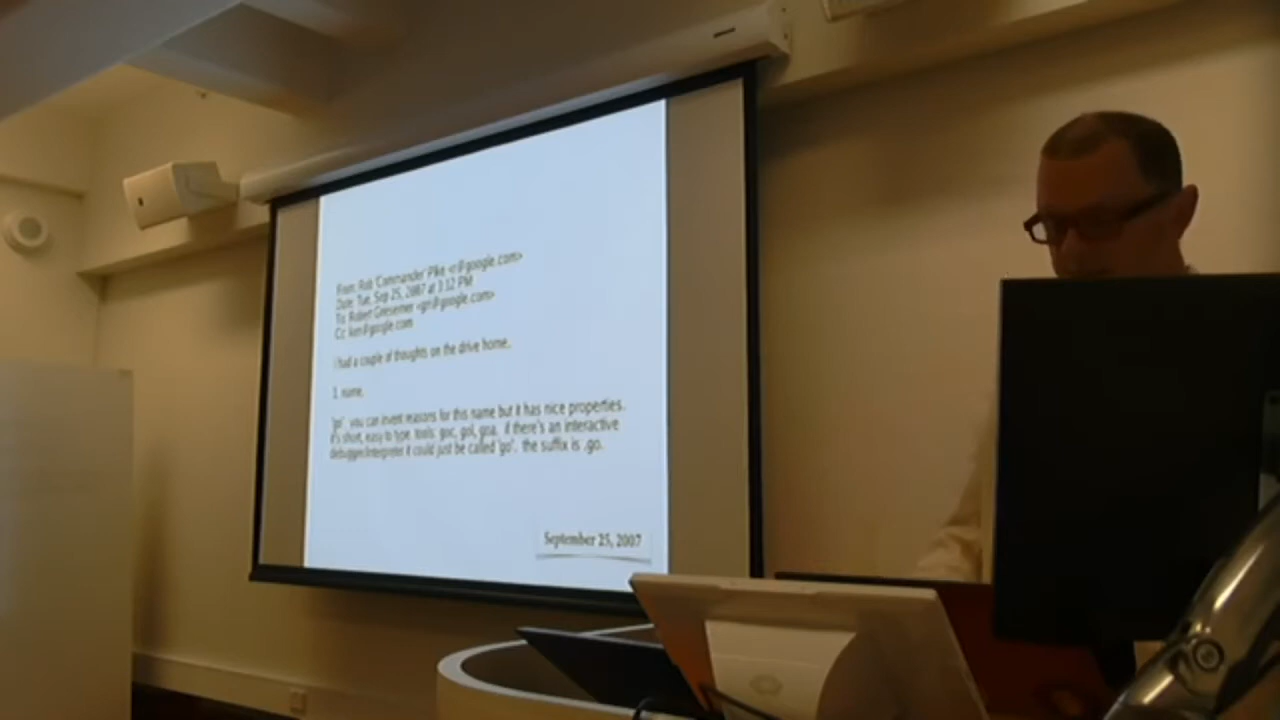 From: Rob 'Commander' Pike <r@google.com>
Date: Tue, Sep 25, 2007 at 3:12 PM
To: Robert Griesemer <gri@google.com>
Cc: ken@google.com
i had a couple of thoughts on the drive home.
1. name.
'go'. you can invent reasons for this name but it has nice properties.
it's short, easy to type. tools: goc, gol, goa. if there's an interactive
debugger/interpreter it could just be called 'go'. the suffix is .go.
September 25, 2007